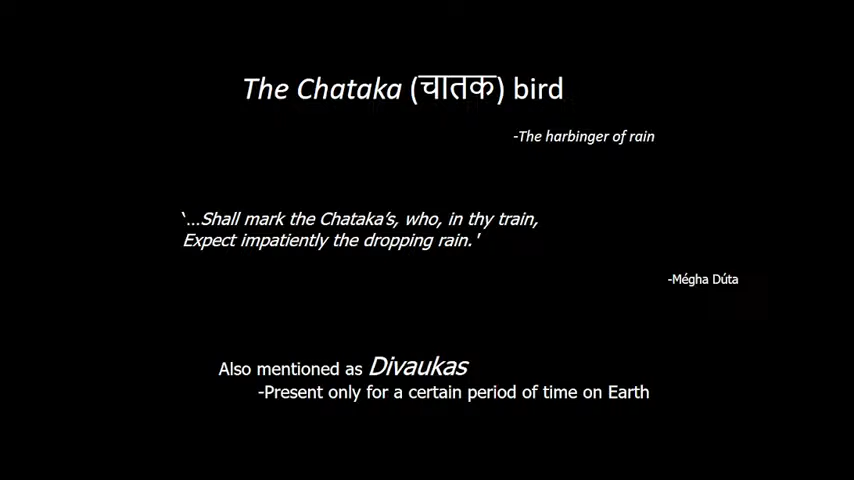 The Chataka (चातक) bird
-The harbinger of rain
‘...Shall mark the Chataka’s, who, in thy train,
Expect impatiently the dropping rain.’
-Mégha Dúta
Also mentioned as Divaukas
-Present only for a certain period of time on Earth